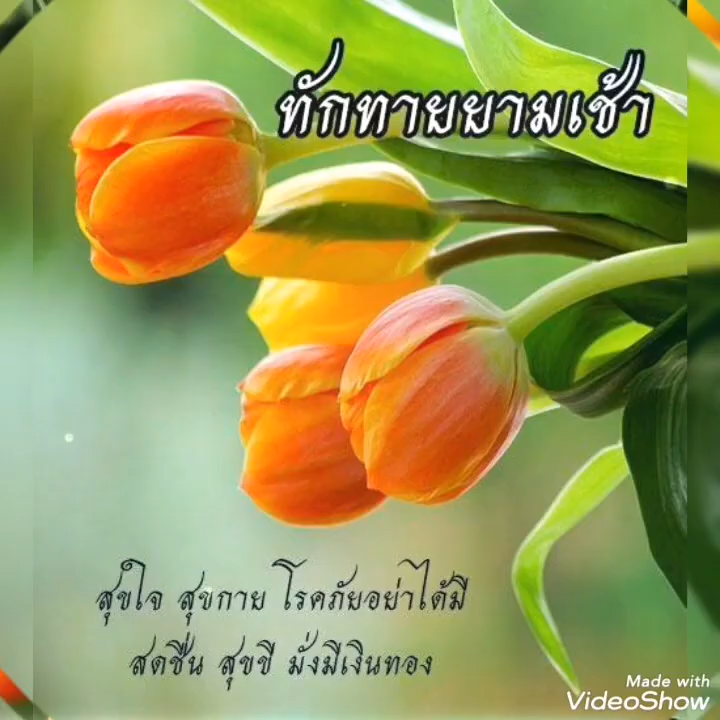 ทักทายยามเช้า
สุขใจ สุขกาย โรคภัยอย่าได้มี
สดชื่น สุขขี มั่งมีเงินทอง
Made with
VideoShow